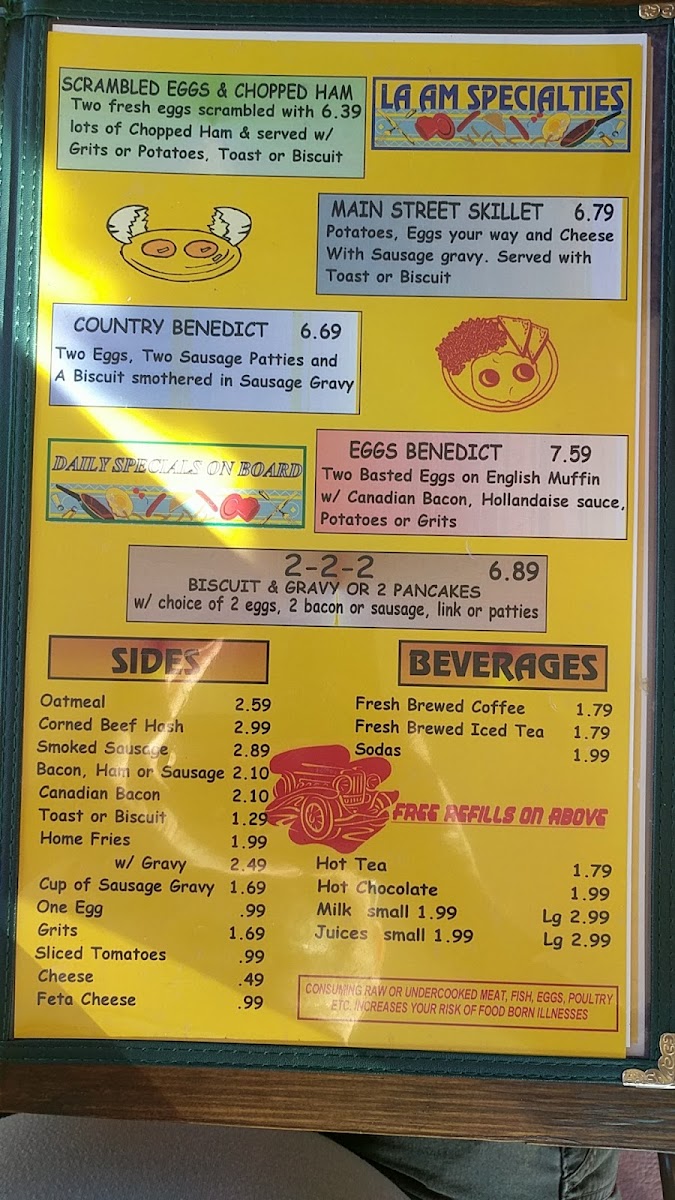 SCRAMBLED EGGS & CHOPPED HAM
Two fresh eggs scrambled with 6.39
lots of Chopped Ham & served w/
Grits or Potatoes, Toast or Biscuit
LA AM SPECIALTIES
MAIN STREET SKILLET 6.79
Potatoes, Eggs your way and Cheese
With Sausage gravy. Served with
Toast or Biscuit
COUNTRY BENEDICT 6.69
Two Eggs, Two Sausage Patties and
A Biscuit smothered in Sausage Gravy
DAILY SPECIALS ON BOARD
EGGS BENEDICT 7.59
Two Basted Eggs on English Muffin
w/ Canadian Bacon, Hollandaise sauce,
Potatoes or Grits
2-2-2 6.89
BISCUIT & GRAVY OR 2 PANCAKES
w/ choice of 2 eggs, 2 bacon or sausage, link or patties
SIDES
Oatmeal 2.59
Corned Beef Hash 2.99
Smoked Sausage 2.89
Bacon, Ham or Sausage 2.10
Canadian Bacon 2.10
Toast or Biscuit 1.29
Home Fries 1.99
w/ Gravy 2.49
Cup of Sausage Gravy 1.69
One Egg .99
Grits 1.69
Sliced Tomatoes .99
Cheese .49
Feta Cheese .99
BEVERAGES
Fresh Brewed Coffee 1.79
Fresh Brewed Iced Tea 1.79
Sodas 1.99
FREE REFILLS ON ABOVE
Hot Tea 1.79
Hot Chocolate 1.99
Milk small 1.99 Lg 2.99
Juices small 1.99 Lg 2.99
CONSUMING RAW OR UNDERCOOKED MEAT, FISH, EGGS, POULTRY
ETC. INCREASES YOUR RISK OF FOOD BORN ILLNESSES